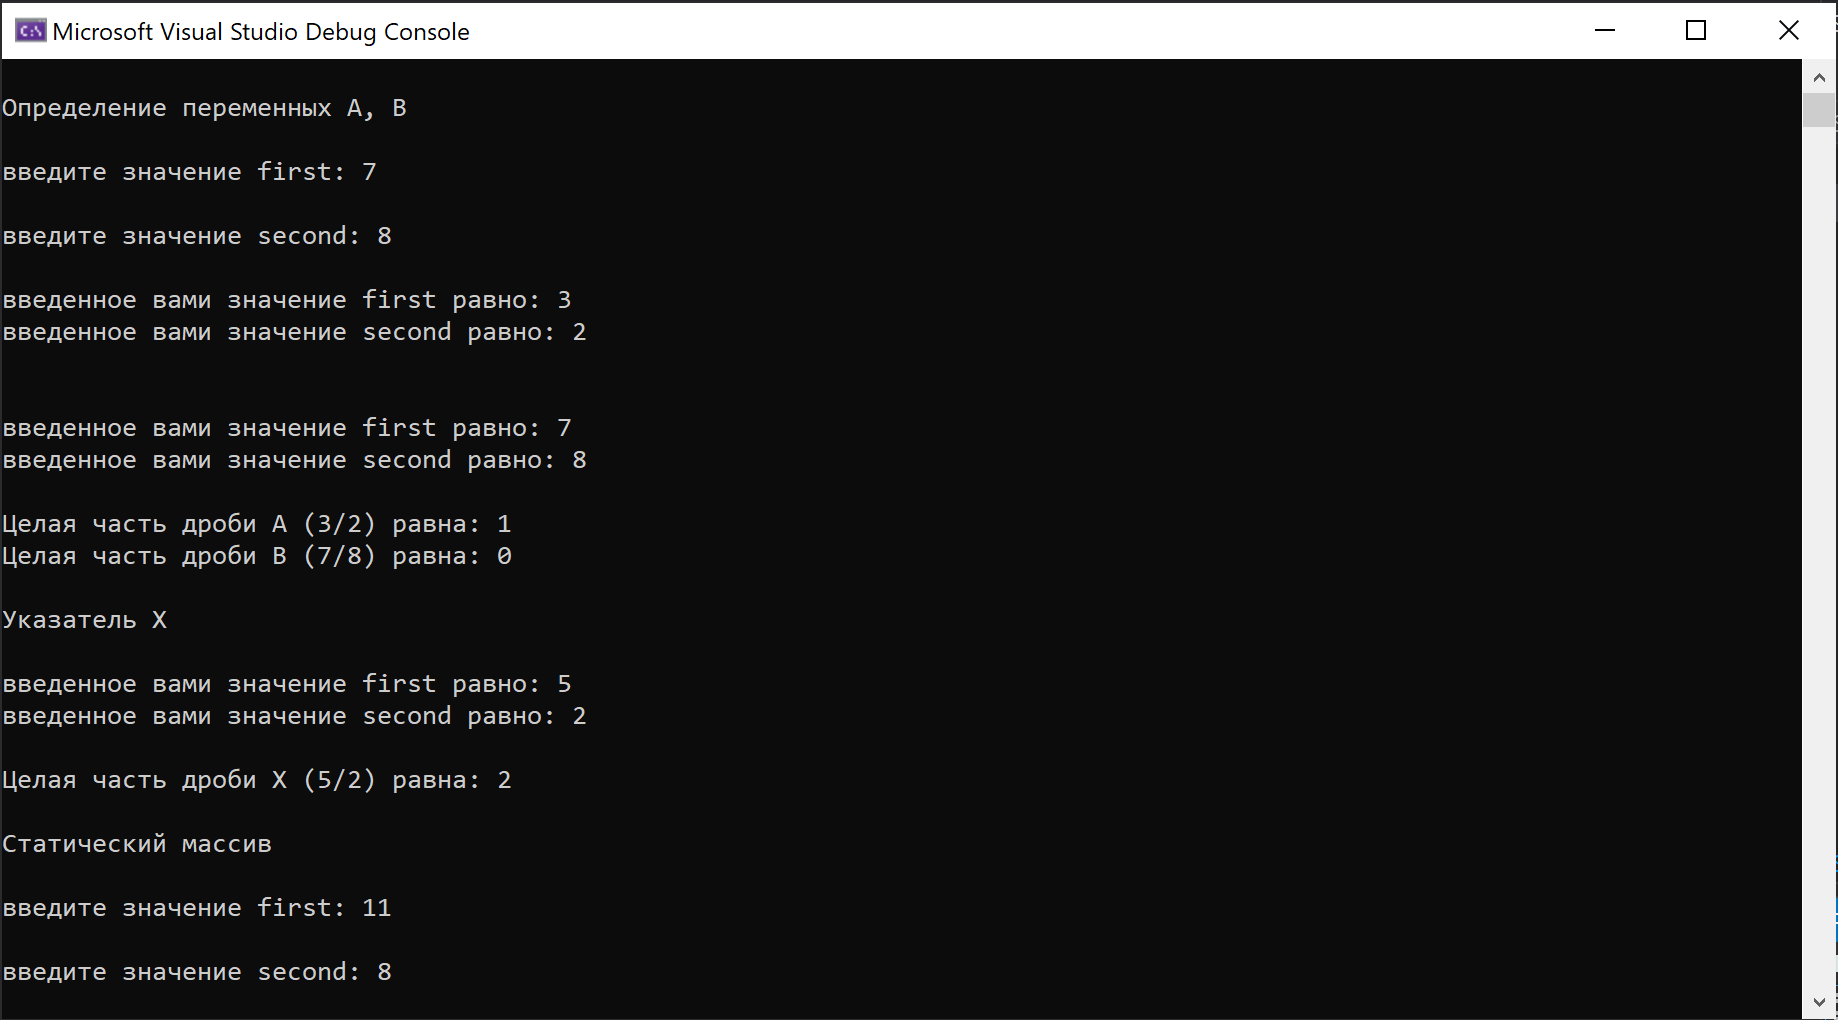 Microsoft Visual Studio Debug Console
Определение переменных A, B
введите значение first: 7
введите значение second: 8
введенное вами значение first равно: 3
введенное вами значение second равно: 2
введенное вами значение first равно: 7
введенное вами значение second равно: 8
Целая часть дроби A (3/2) равна: 1
Целая часть дроби B (7/8) равна: 0
Указатель X
введенное вами значение first равно: 5
введенное вами значение second равно: 2
Целая часть дроби X (5/2) равна: 2
Статический массив
введите значение first: 11
введите значение second: 8